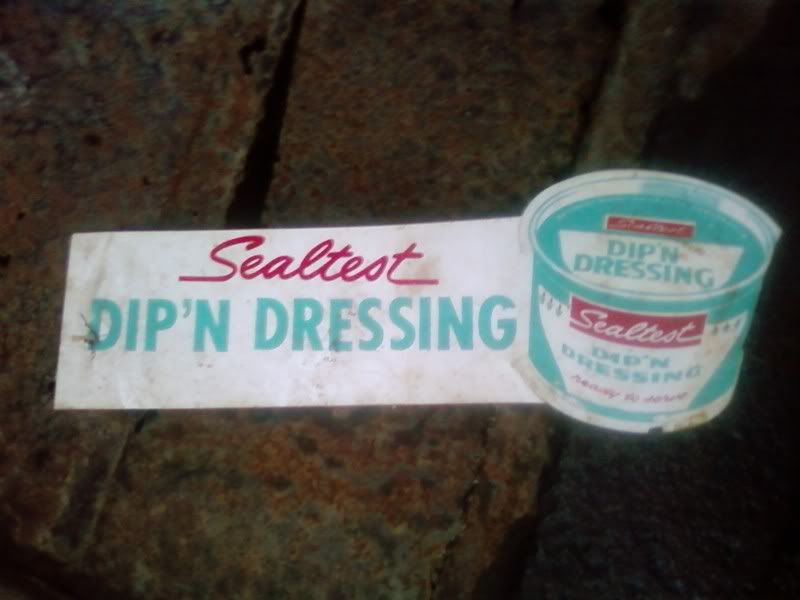 Sealtest
DIP'N DRESSING
Sealtest
DIP'N
DRESSING
Sealtest
DIP'N
DRESSING
ready to serve